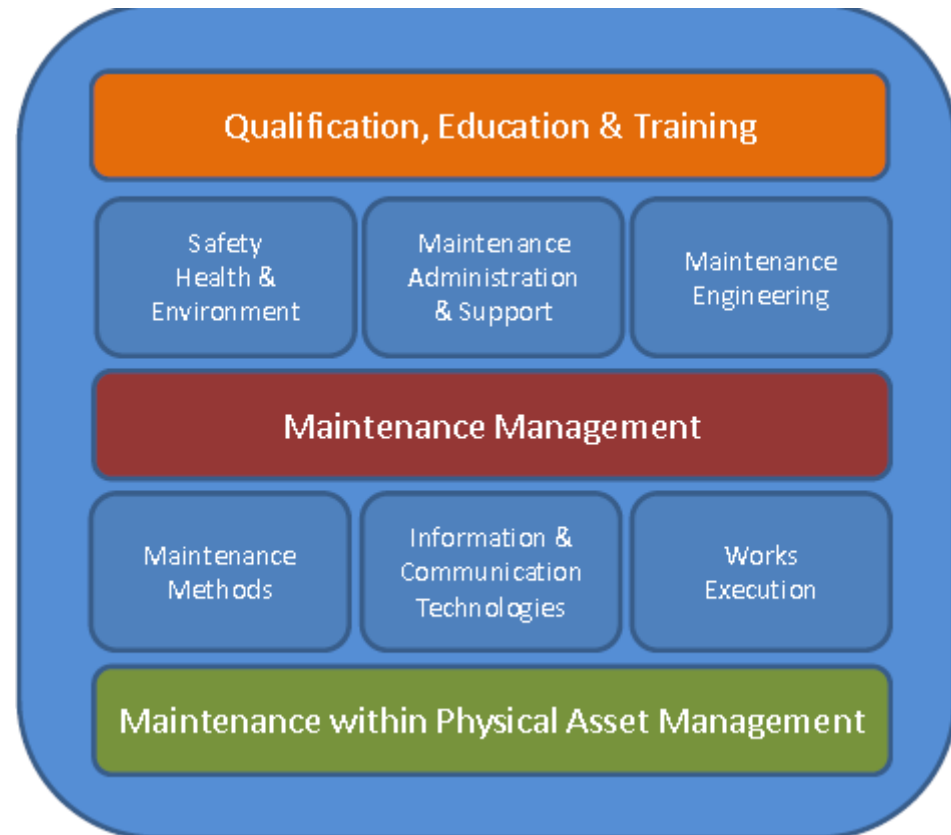 Qualification, Education & Training
Safety
Health &
Environment
Maintenance
Administration
& Support
Maintenance
Engineering
Maintenance Management
Maintenance
Methods
Information &
Communication
Technologies
Works
Execution
Maintenance within Physical Asset Management